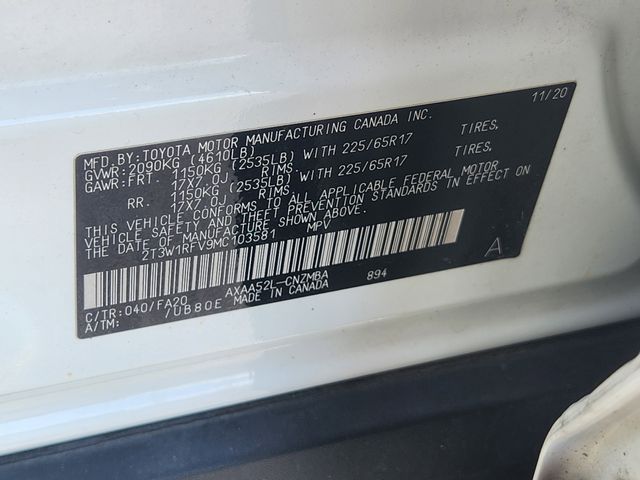 11/20
MFD.BY:TOYOTA MOTOR MANUFACTURING CANADA INC.
GVWR:2090KG (4610LB)
GAWR:FRT. 1150KG (2535LB) WITH 225/65R17 TIRES,
17X7.0J RIMS.
RR. 1150KG (2535LB) WITH 225/65R17 TIRES,
17X7.0J RIMS.
THIS VEHICLE CONFORMS TO ALL APPLICABLE FEDERAL MOTOR
VEHICLE SAFETY AND THEFT PREVENTION STANDARDS IN EFFECT ON
THE DATE OF MANUFACTURE SHOWN ABOVE.
2T3W1RFV9MC103581 MPV
A
C/TR:040/FA20 AXAA52L-CNZMBA 894
A/TM: 7UB80E MADE IN CANADA